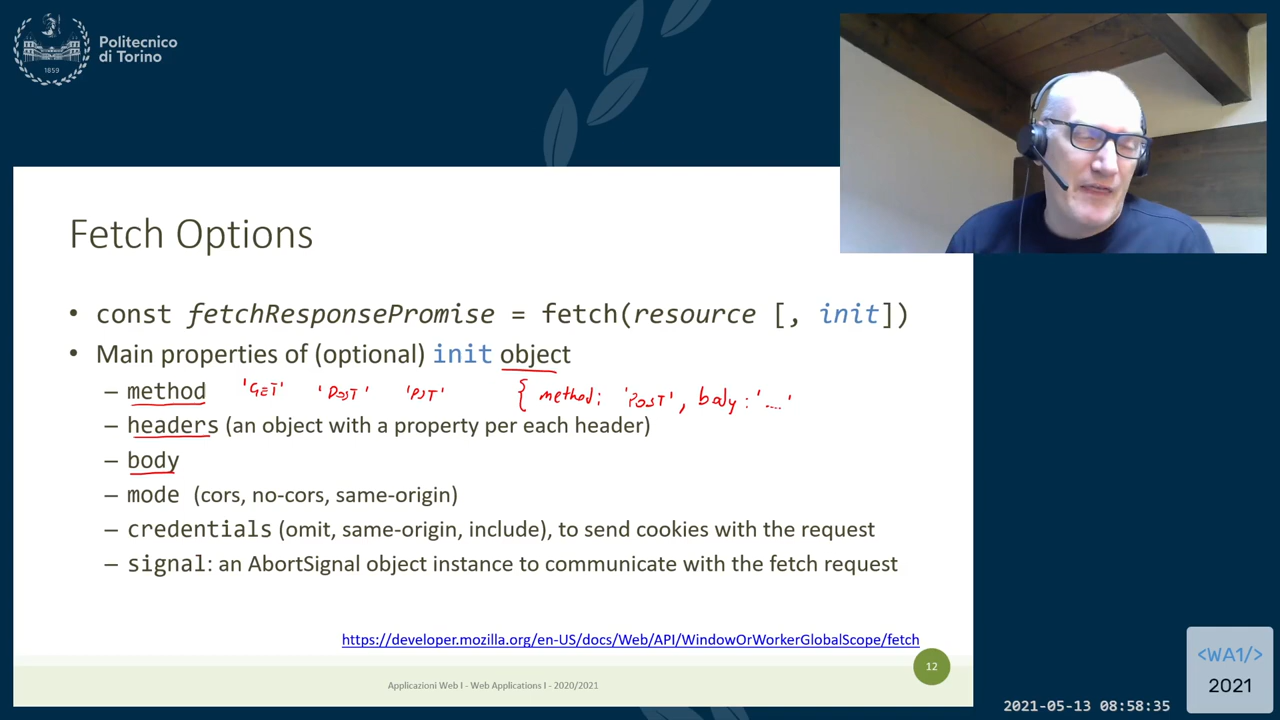 Politecnico
di Torino
1859
Fetch Options
• const fetchResponsePromise = fetch(resource [, init])
• Main properties of (optional) init object
– method 'GET' 'POST' 'PUT' { method: 'POST', body: '....'
– headers (an object with a property per each header)
– body
– mode (cors, no-cors, same-origin)
– credentials (omit, same-origin, include), to send cookies with the request
– signal: an AbortSignal object instance to communicate with the fetch request
https://developer.mozilla.org/en-US/docs/Web/API/WindowOrWorkerGlobalScope/fetch
12
Applicazioni Web I - Web Applications I - 2020/2021
<WA1/>
2021
2021-05-13 08:58:35